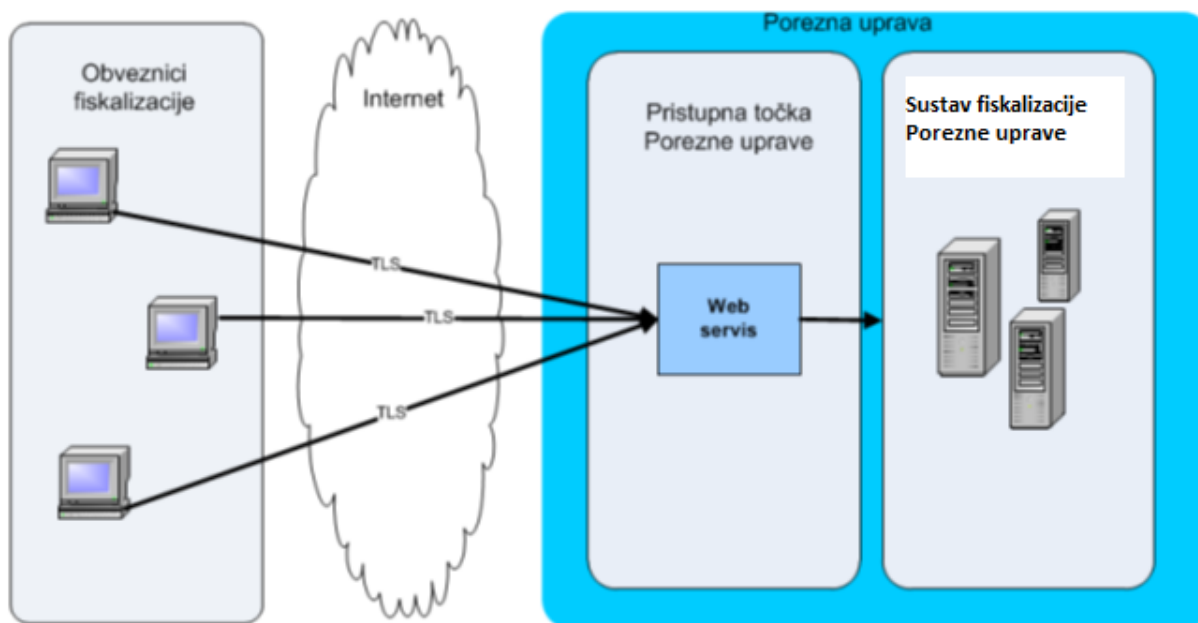 Porezna uprava
Obveznici
fiskalizacije
Internet
Pristupna točka
Porezne uprave
Sustav fiskalizacije
Porezne uprave
TLS
TLS
TLS
Web
servis